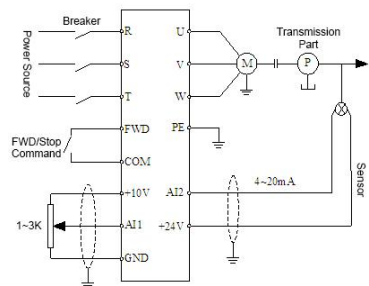 Breaker
Power Source
R
S
T
FWD/Stop
Command
FWD
COM
1~3K
+10V
AI1
GND
U
V
W
PE
AI2
+24V
M
Transmission
Part
P
4~20mA
Sensor